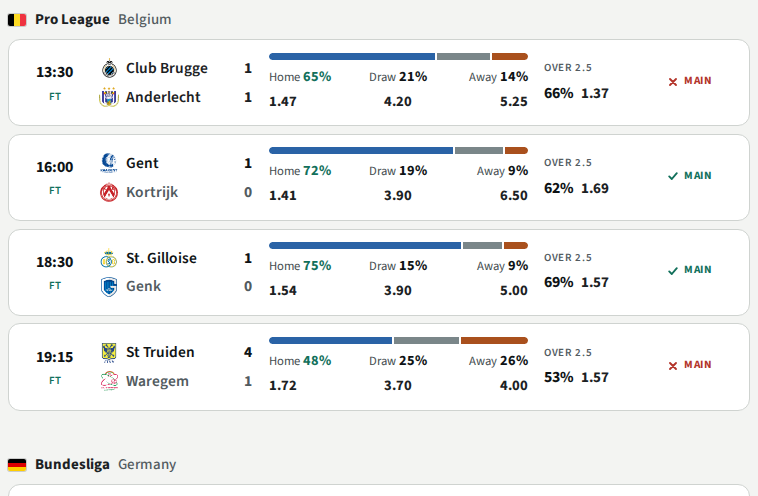 Pro League Belgium
13:30
FT
Club Brugge 1
Anderlecht 1
Home 65% Draw 21% Away 14%
1.47 4.20 5.25
OVER 2.5
66% 1.37
MAIN
16:00
FT
Gent 1
Kortrijk 0
Home 72% Draw 19% Away 9%
1.41 3.90 6.50
OVER 2.5
62% 1.69
MAIN
18:30
FT
St. Gilloise 1
Genk 0
Home 75% Draw 15% Away 9%
1.54 3.90 5.00
OVER 2.5
69% 1.57
MAIN
19:15
FT
St Truiden 4
Waregem 1
Home 48% Draw 25% Away 26%
1.72 3.70 4.00
OVER 2.5
53% 1.57
MAIN
Bundesliga Germany